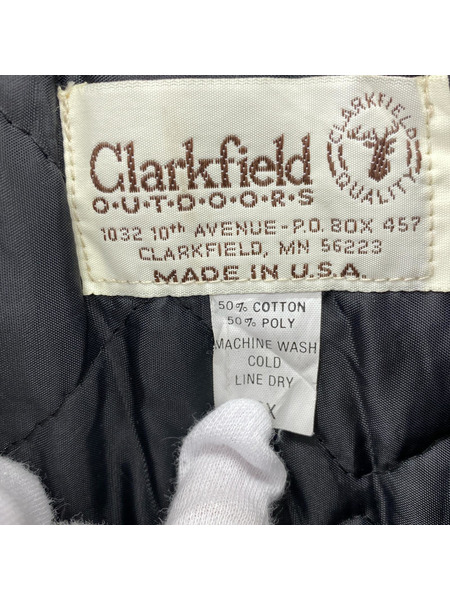 Clarkfield
O·U·T·D·O·O·R·S
CLARKFIELD
QUALITY
1032 10th AVENUE-P.O. BOX 457
CLARKFIELD, MN 56223
MADE IN U.S.A.
50% COTTON
50% POLY
MACHINE WASH
COLD
LINE DRY